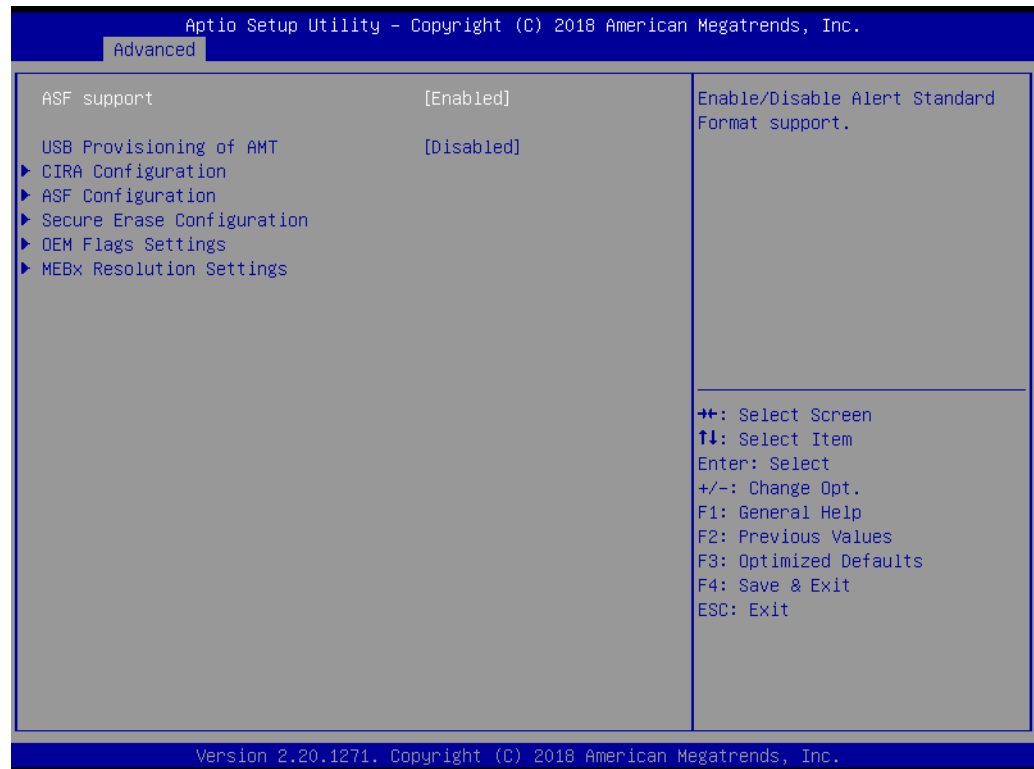 Aptio Setup Utility – Copyright (C) 2018 American Megatrends, Inc.
Advanced
ASF support [Enabled]
USB Provisioning of AMT [Disabled]
► CIRA Configuration
► ASF Configuration
► Secure Erase Configuration
► OEM Flags Settings
► MEBx Resolution Settings
Enable/Disable Alert Standard
Format support.
→←: Select Screen
↑↓: Select Item
Enter: Select
+/-: Change Opt.
F1: General Help
F2: Previous Values
F3: Optimized Defaults
F4: Save & Exit
ESC: Exit
Version 2.20.1271. Copyright (C) 2018 American Megatrends, Inc.